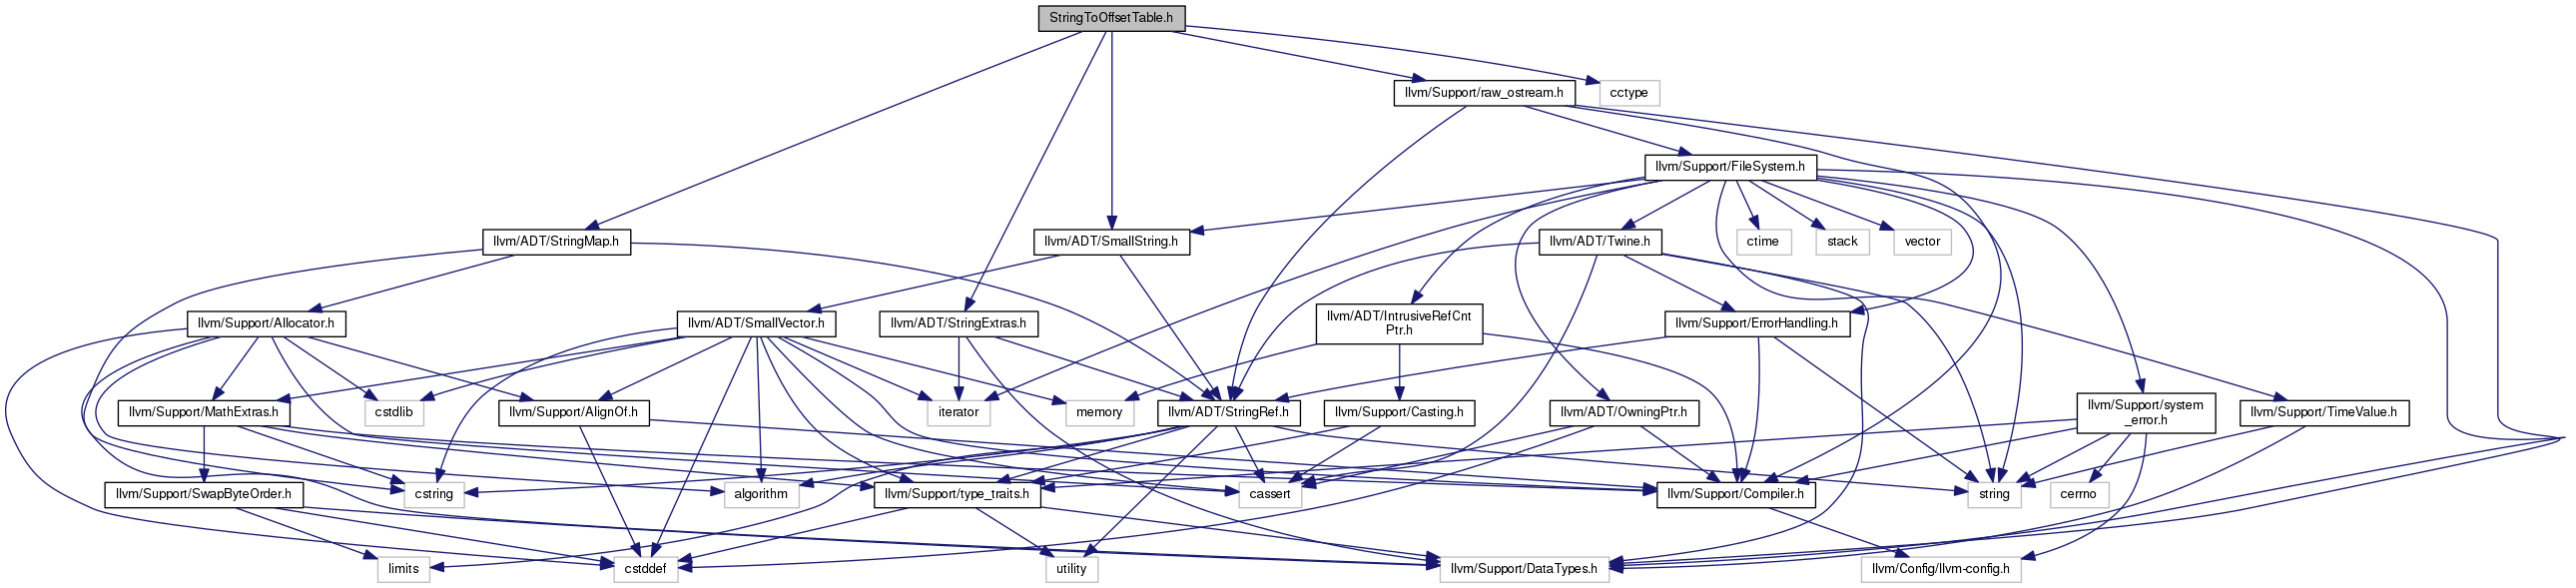 StringToOffsetTable.h
llvm/Support/raw_ostream.h
cctype
llvm/Support/FileSystem.h
llvm/ADT/StringMap.h
llvm/ADT/SmallString.h
llvm/ADT/Twine.h
ctime
stack
vector
llvm/Support/Allocator.h
llvm/ADT/SmallVector.h
llvm/ADT/StringExtras.h
llvm/ADT/IntrusiveRefCnt
Ptr.h
llvm/Support/ErrorHandling.h
llvm/Support/MathExtras.h
cstdlib
llvm/Support/AlignOf.h
iterator
memory
llvm/ADT/StringRef.h
llvm/Support/Casting.h
llvm/ADT/OwningPtr.h
llvm/Support/system
_error.h
llvm/Support/TimeValue.h
llvm/Support/SwapByteOrder.h
cstring
algorithm
llvm/Support/type_traits.h
cassert
llvm/Support/Compiler.h
string
cerrno
limits
cstddef
utility
llvm/Support/DataTypes.h
llvm/Config/llvm-config.h